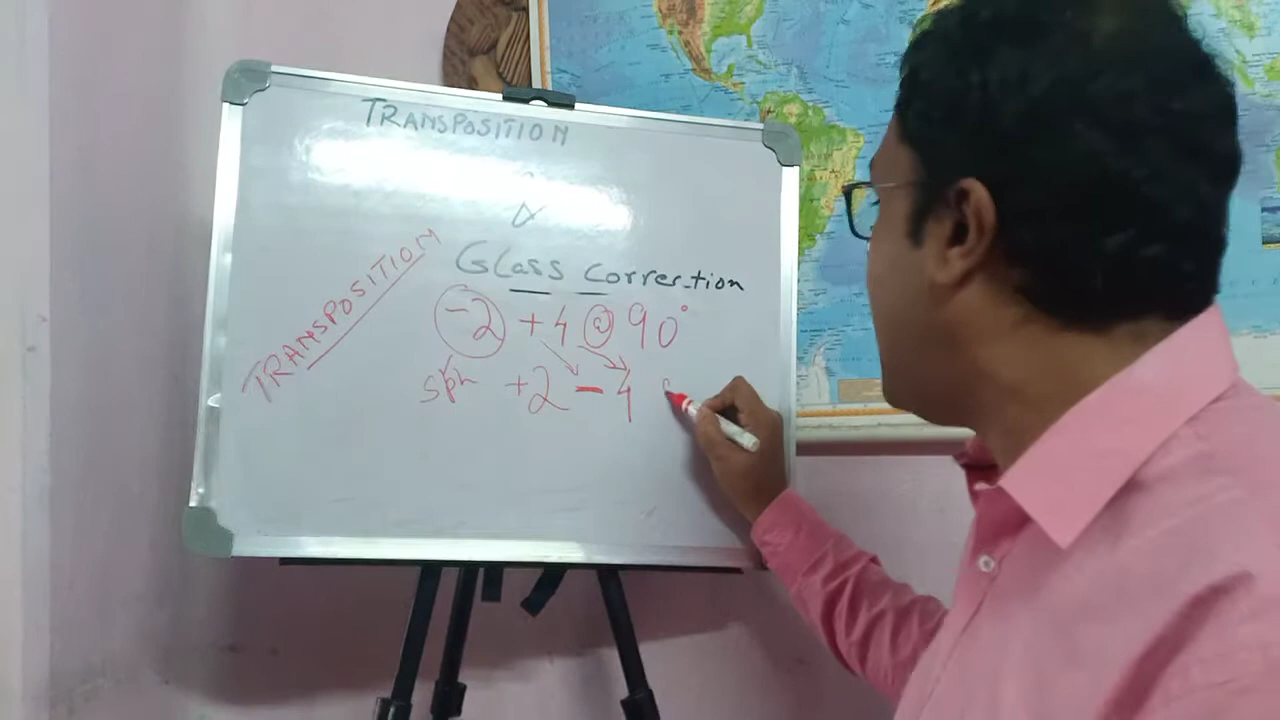 TRANSPOSITION
Glass correction
TRANSPOSITION
-2 +4 @ 90°
sph +2 - 4